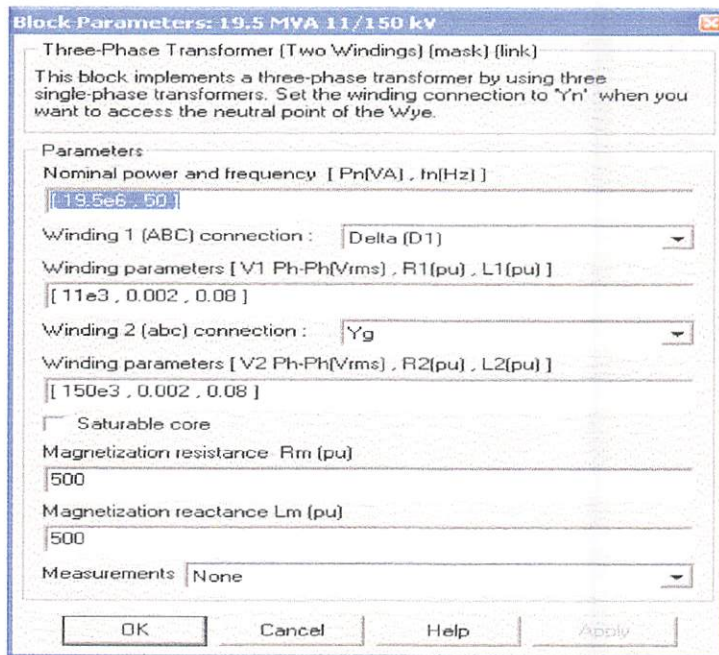 Block Parameters: 19.5 MVA 11/150 kV
Three-Phase Transformer (Two Windings) (mask) (link)
This block implements a three-phase transformer by using three
single-phase transformers. Set the winding connection to 'Yn' when you
want to access the neutral point of the Wye.
Parameters
Nominal power and frequency [ Pn(VA) , fn(Hz) ]
[ 19.5e6 , 50 ]
Winding 1 (ABC) connection : Delta (D1)
Winding parameters [ V1 Ph-Ph(Vrms) , R1(pu) , L1(pu) ]
[ 11e3 , 0.002 , 0.08 ]
Winding 2 (abc) connection : Yg
Winding parameters [ V2 Ph-Ph(Vrms) , R2(pu) , L2(pu) ]
[ 150e3 , 0.002 , 0.08 ]
Saturable core
Magnetization resistance Rm (pu)
500
Magnetization reactance Lm (pu)
500
Measurements None
OK Cancel Help Apply